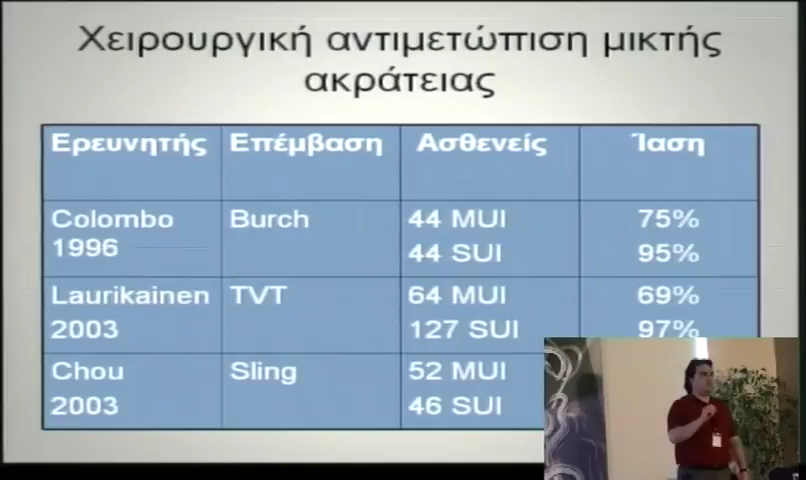 Χειρουργική αντιμετώπιση μικτής
ακράτειας
Ερευνητής Επέμβαση Ασθενείς Ίαση
Colombo 1996 Burch 44 MUI 75%
44 SUI 95%
Laurikainen TVT 64 MUI 69%
2003 127 SUI 97%
Chou Sling 52 MUI
2003 46 SUI